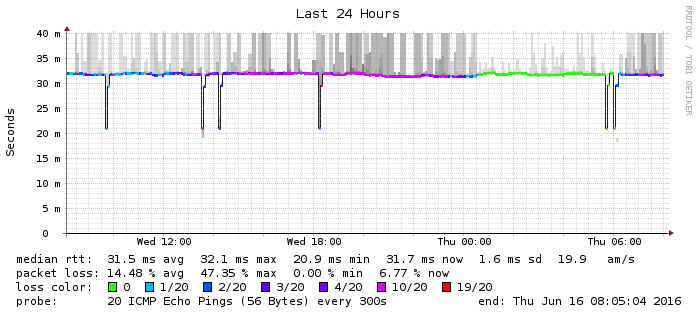 Last 24 Hours
RRDTOOL / TOBI OETIKER
Seconds
40 m
35 m
30 m
25 m
20 m
15 m
10 m
5 m
0
Wed 12:00 Wed 18:00 Thu 00:00 Thu 06:00
median rtt: 31.5 ms avg 32.1 ms max 20.9 ms min 31.7 ms now 1.6 ms sd 19.9 am/s
packet loss: 14.48 % avg 47.35 % max 0.00 % min 6.77 % now
loss color: 0 1/20 2/20 3/20 4/20 10/20 19/20
probe: 20 ICMP Echo Pings (56 Bytes) every 300s end: Thu Jun 16 08:05:04 2016